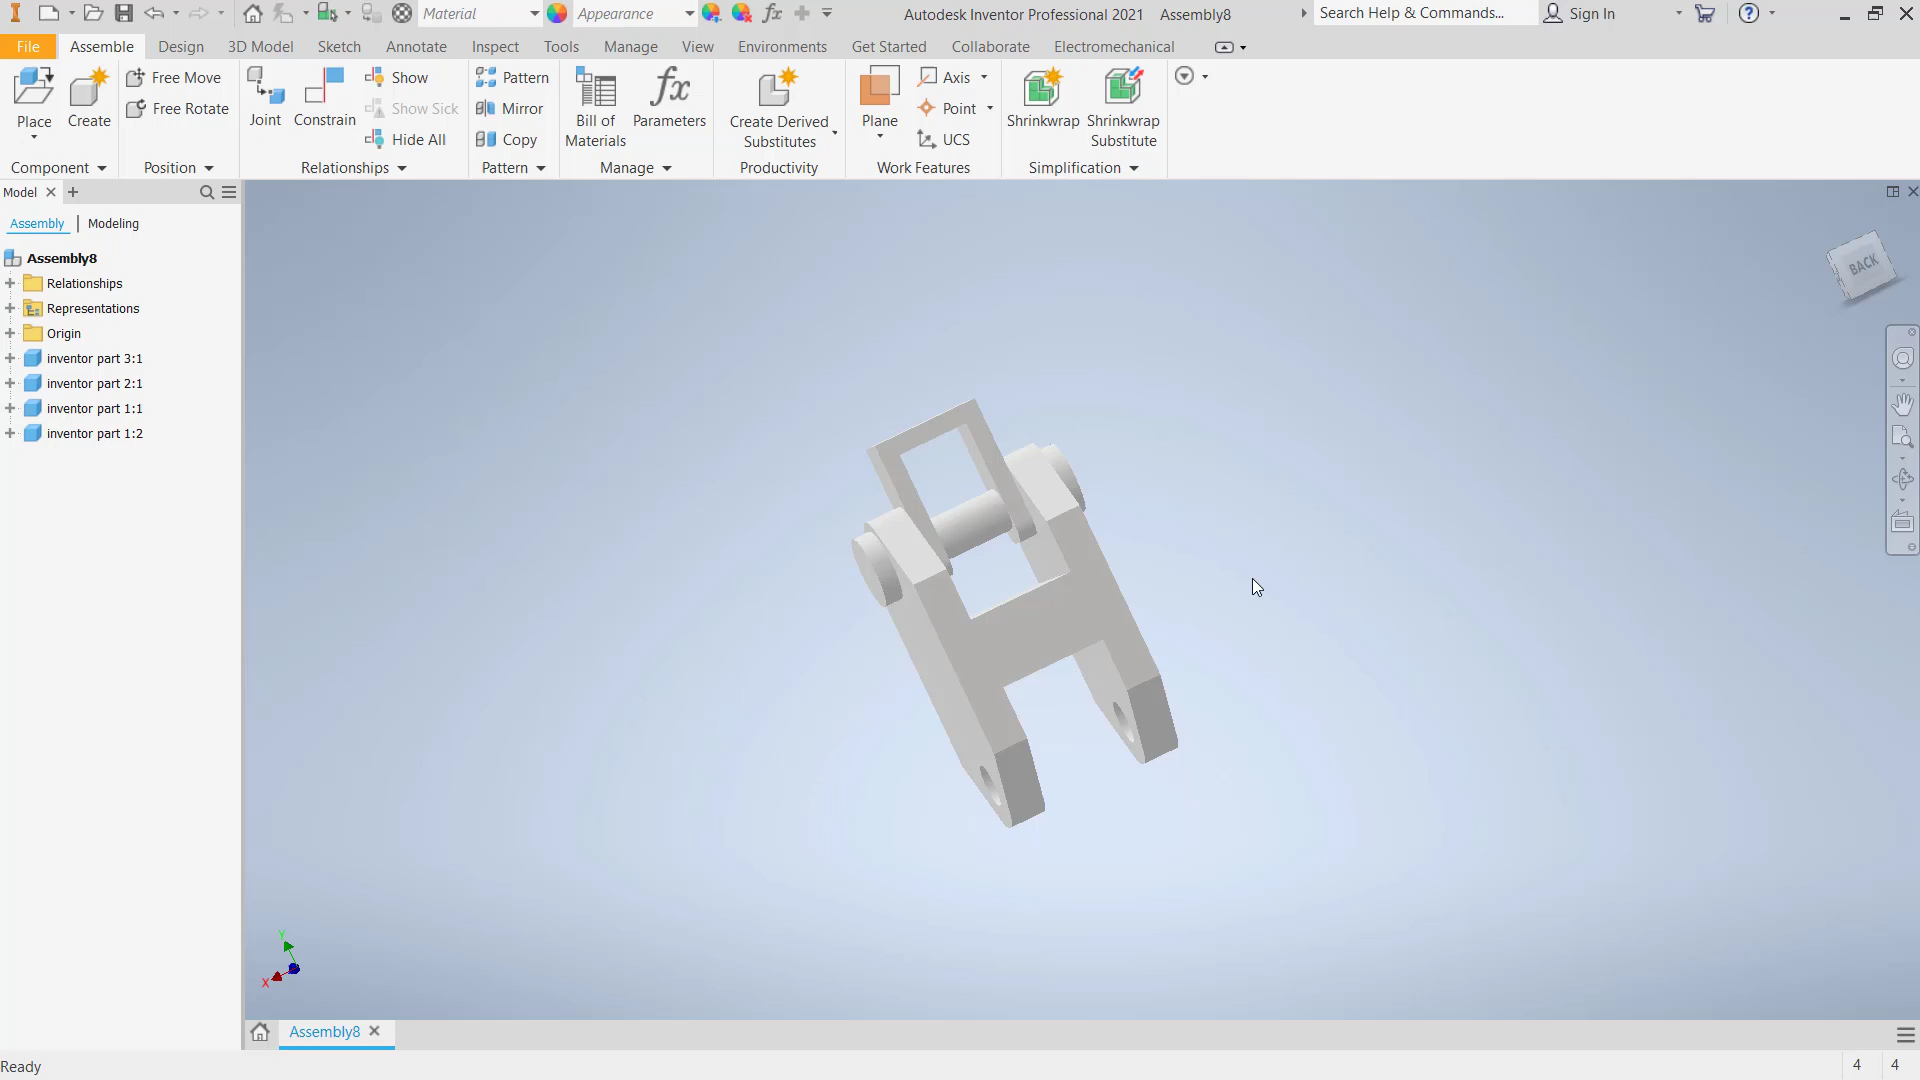 Material
Appearance
fx
Autodesk Inventor Professional 2021 Assembly8
Search Help & Commands...
Sign In
File
Assemble
Design
3D Model
Sketch
Annotate
Inspect
Tools
Manage
View
Environments
Get Started
Collaborate
Electromechanical
Place
Create
Free Move
Free Rotate
Joint
Constrain
Show
Show Sick
Hide All
Pattern
Mirror
Copy
Bill of
Materials
fx
Parameters
Create Derived
Substitutes
Plane
Axis
Point
UCS
Shrinkwrap
Shrinkwrap
Substitute
Component
Position
Relationships
Pattern
Manage
Productivity
Work Features
Simplification
Model
Assembly
Modeling
Assembly8
Relationships
Representations
Origin
inventor part 3:1
inventor part 2:1
inventor part 1:1
inventor part 1:2
BACK
Y
X
Assembly8
Ready
4 4